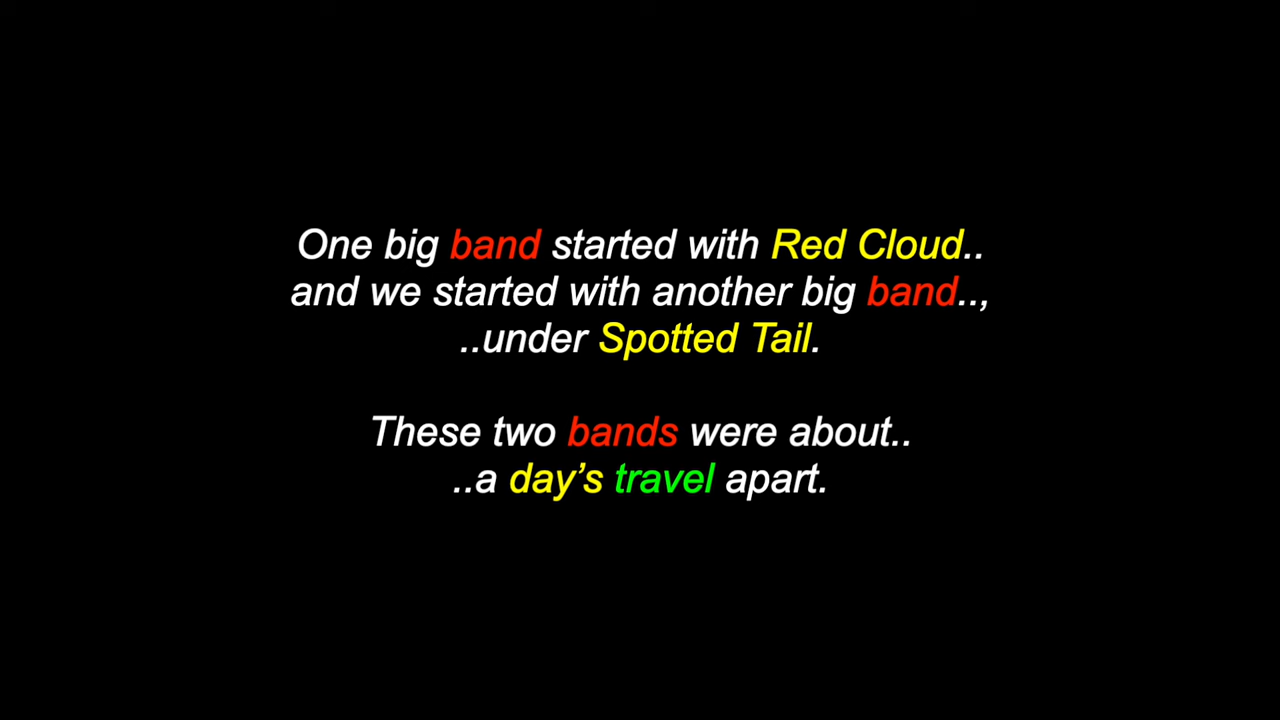 One big band started with Red Cloud..
and we started with another big band..,
..under Spotted Tail.
These two bands were about..
..a day’s travel apart.